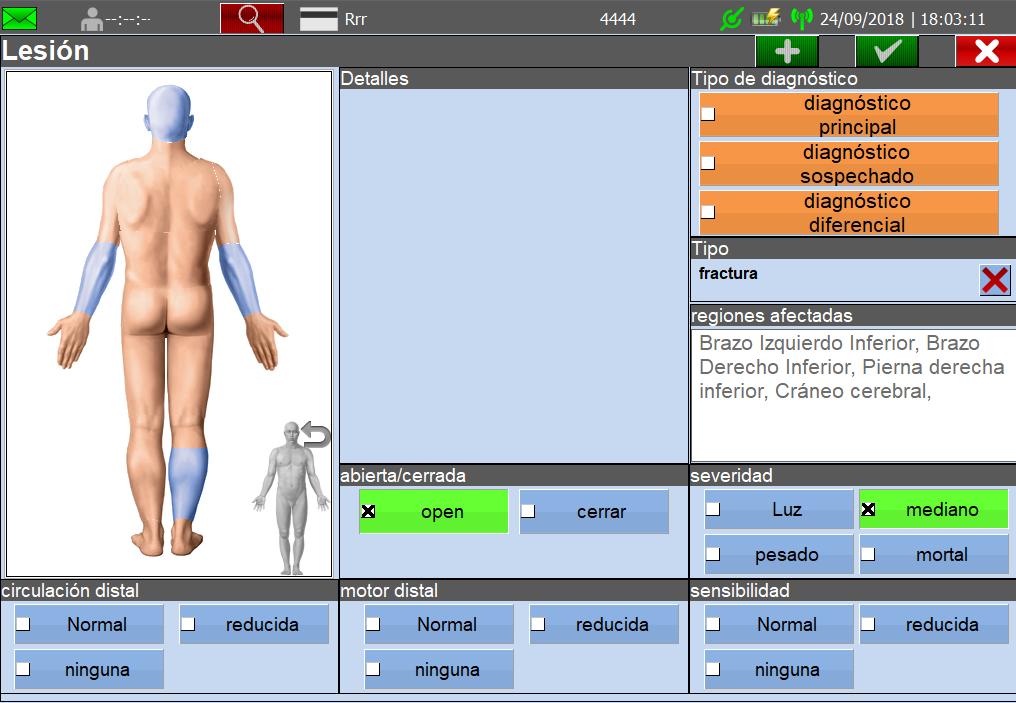 --:--:-- Rrr 4444 24/09/2018 | 18:03:11
Lesión
Detalles
Tipo de diagnóstico
diagnóstico
principal
diagnóstico
sospechado
diagnóstico
diferencial
Tipo
fractura
regiones afectadas
Brazo Izquierdo Inferior, Brazo
Derecho Inferior, Pierna derecha
inferior, Cráneo cerebral,
abierta/cerrada
open cerrar
severidad
Luz mediano
pesado mortal
circulación distal
Normal reducida
ninguna
motor distal
Normal reducida
ninguna
sensibilidad
Normal reducida
ninguna